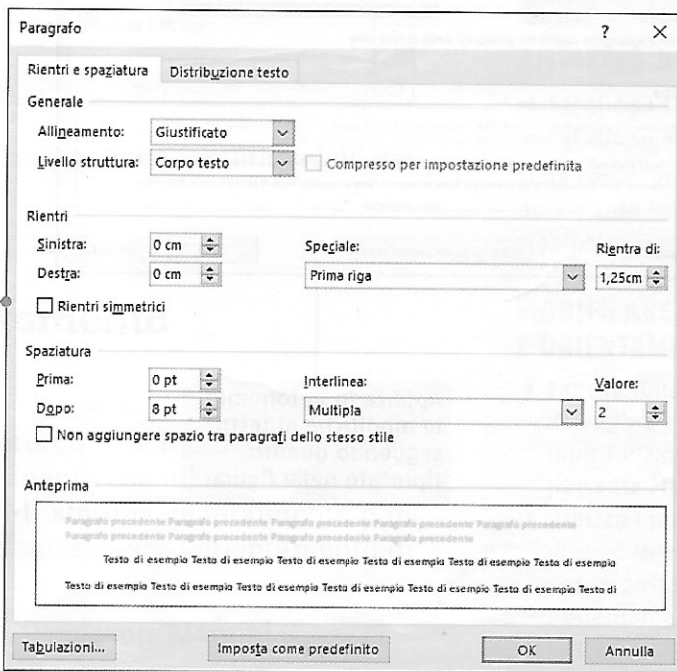 Paragrafo ? ×
Rientri e spaziatura Distribuzione testo
Generale
Allineamento: Giustificato
Livello struttura: Corpo testo Compresso per impostazione predefinita
Rientri
Sinistra: 0 cm Speciale: Rientra di:
Destra: 0 cm Prima riga 1,25cm
Rientri simmetrici
Spaziatura
Prima: 0 pt Interlinea: Valore:
Dopo: 8 pt Multipla 2
Non aggiungere spazio tra paragrafi dello stesso stile
Anteprima
Paragrafo precedente Paragrafo precedente Paragrafo precedente Paragrafo precedente Paragrafo precedente
Paragrafo precedente Paragrafo precedente Paragrafo precedente Paragrafo precedente
Testo di esempio Testo di esempio Testo di esempio Testo di esempio Testo di esempio Testo di esempio
Testo di esempio Testo di esempio Testo di esempio Testo di esempio Testo di esempio Testo di esempio Testo di
Tabulazioni... Imposta come predefinito OK Annulla